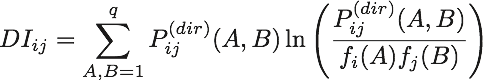 DI_{ij} = \sum_{A,B=1}^{q} P_{ij}^{(dir)}(A,B) \ln \left( \frac{P_{ij}^{(dir)}(A,B)}{f_i(A) f_j(B)} \right)